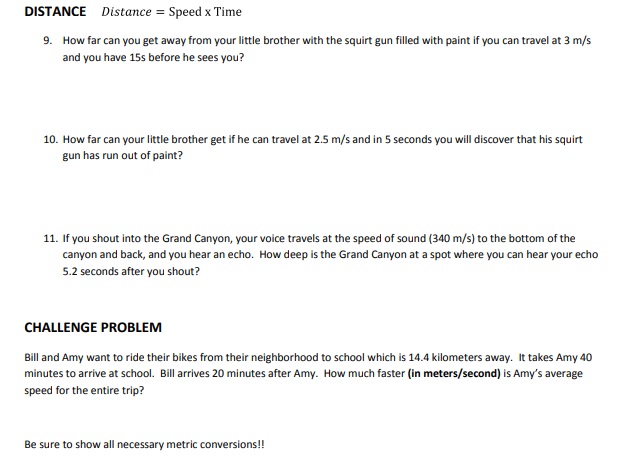 DISTANCE Distance = Speed x Time
9. How far can you get away from your little brother with the squirt gun filled with paint if you can travel at 3 m/s
and you have 15s before he sees you?
10. How far can your little brother get if he can travel at 2.5 m/s and in 5 seconds you will discover that his squirt
gun has run out of paint?
11. If you shout into the Grand Canyon, your voice travels at the speed of sound (340 m/s) to the bottom of the
canyon and back, and you hear an echo. How deep is the Grand Canyon at a spot where you can hear your echo
5.2 seconds after you shout?
CHALLENGE PROBLEM
Bill and Amy want to ride their bikes from their neighborhood to school which is 14.4 kilometers away. It takes Amy 40
minutes to arrive at school. Bill arrives 20 minutes after Amy. How much faster (in meters/second) is Amy's average
speed for the entire trip?
Be sure to show all necessary metric conversions!!